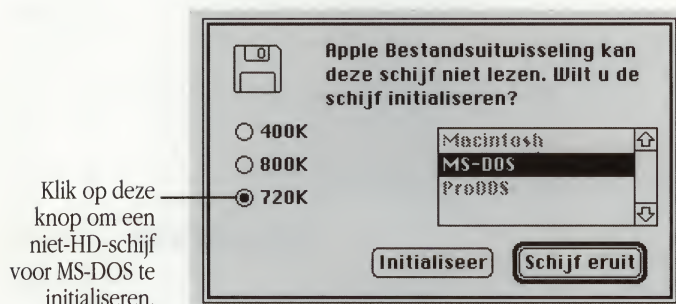 Apple Bestandsuitwisseling kan
deze schijf niet lezen. Wilt u de
schijf initialiseren?
400K
800K
720K
Macintosh
MS-DOS
ProDOS
Klik op deze
knop om een
niet-HD-schijf
voor MS-DOS te
initialiseren.
Initialiseer
Schijf eruit